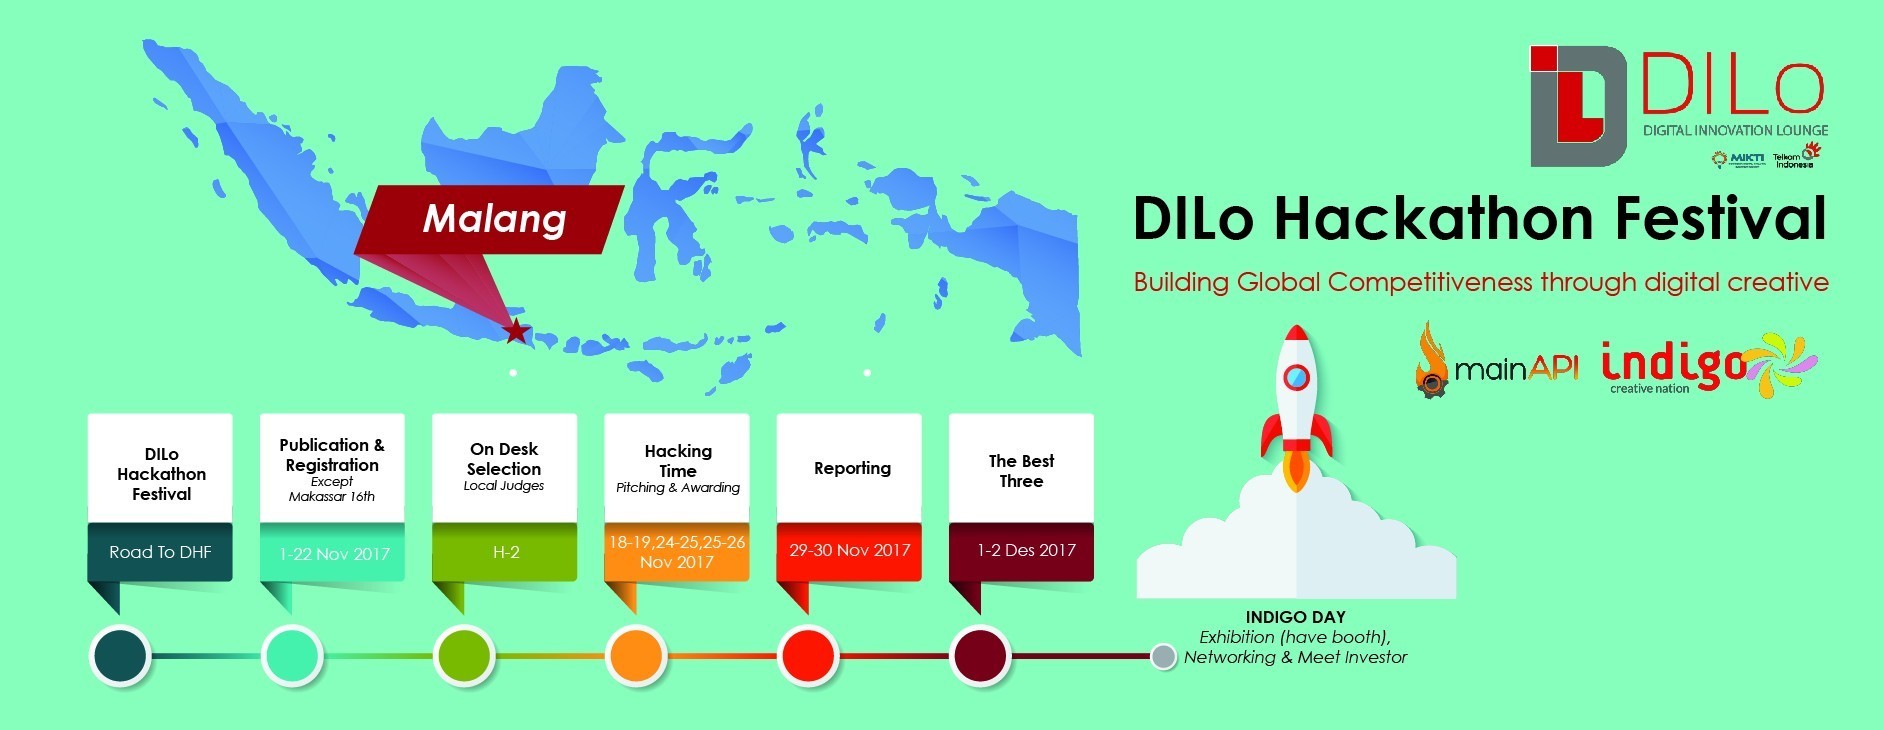 DILo
DIGITAL INNOVATION LOUNGE
MIKTI
Telkom
Indonesia
Malang
DILo Hackathon Festival
Building Global Competitiveness through digital creative
mainAPI
indigo
creative nation
DILo
Hackathon
Festival
Road To DHF
Publication &
Registration
Except
Makassar 16th
1-22 Nov 2017
On Desk
Selection
Local Judges
H-2
Hacking
Time
Pitching & Awarding
18-19,24-25,25-26
Nov 2017
Reporting
29-30 Nov 2017
The Best
Three
1-2 Des 2017
INDIGO DAY
Exhibition (have booth),
Networking & Meet Investor